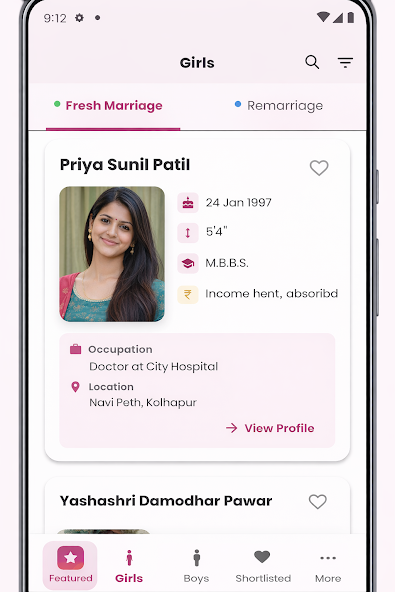 9:12
Girls
Fresh Marriage
Remarriage
Priya Sunil Patil
24 Jan 1997
5'4"
M.B.B.S.
₹ Income hent, absoribd
Occupation
Doctor at City Hospital
Location
Navi Peth, Kolhapur
→ View Profile
Yashashri Damodhar Pawar
Featured
Girls
Boys
Shortlisted
More